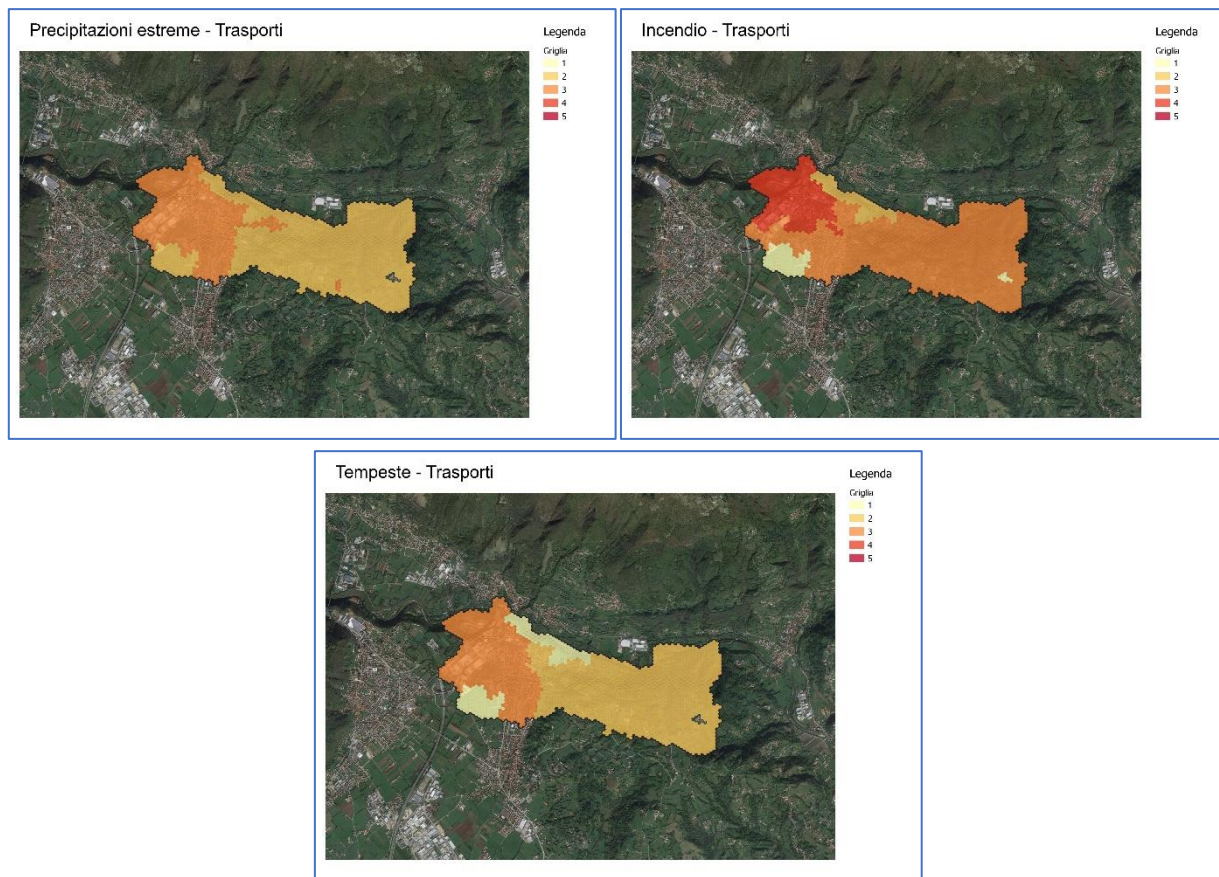 Precipitazioni estreme - Trasporti
Legenda
Griglia
1
2
3
4
5
Incendio - Trasporti
Legenda
Griglia
1
2
3
4
5
Tempeste - Trasporti
Legenda
Griglia
1
2
3
4
5